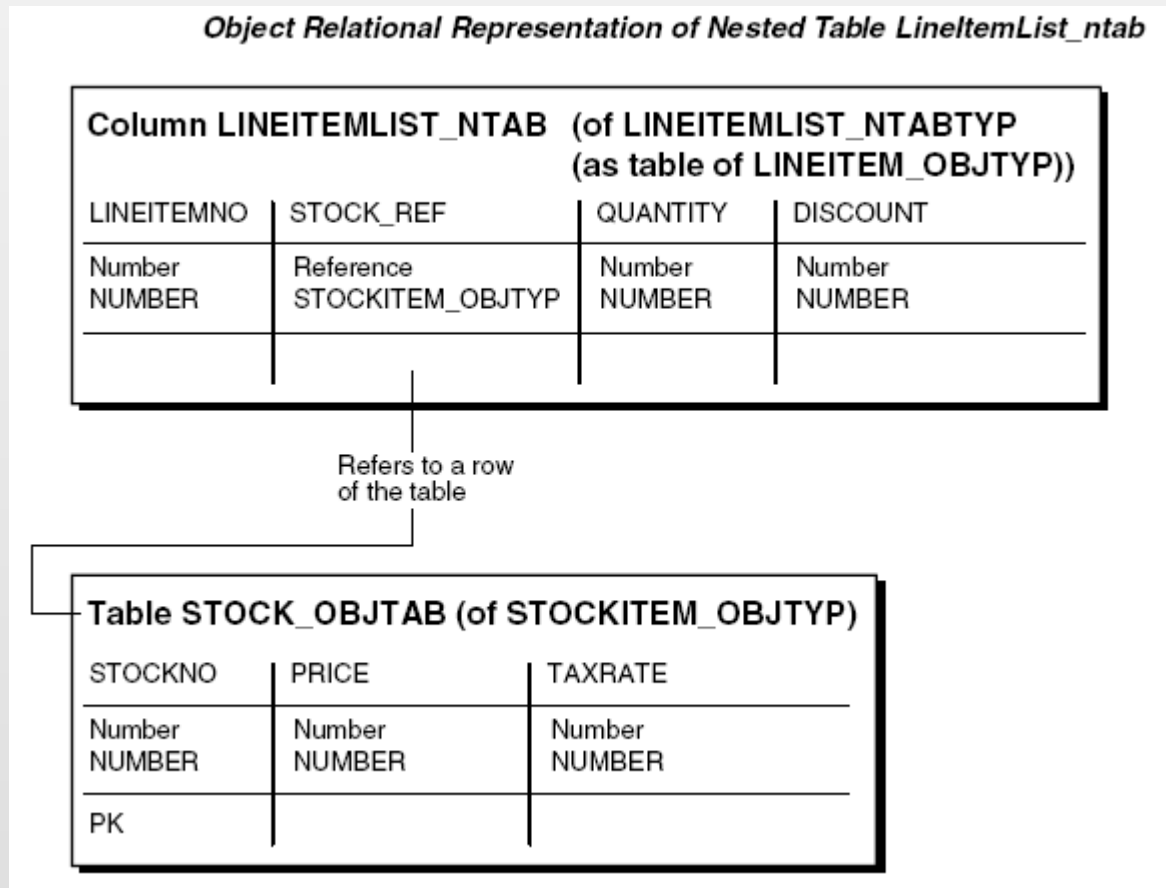 Object Relational Representation of Nested Table LineItemList_ntab
Column LINEITEMLIST_NTAB (of LINEITEMLIST_NTABTYP
(as table of LINEITEM_OBJTYP))
LINEITEMNO STOCK_REF QUANTITY DISCOUNT
Number Reference Number Number
NUMBER STOCKITEM_OBJTYP NUMBER NUMBER
Refers to a row
of the table
Table STOCK_OBJTAB (of STOCKITEM_OBJTYP)
STOCKNO PRICE TAXRATE
Number Number Number
NUMBER NUMBER NUMBER
PK